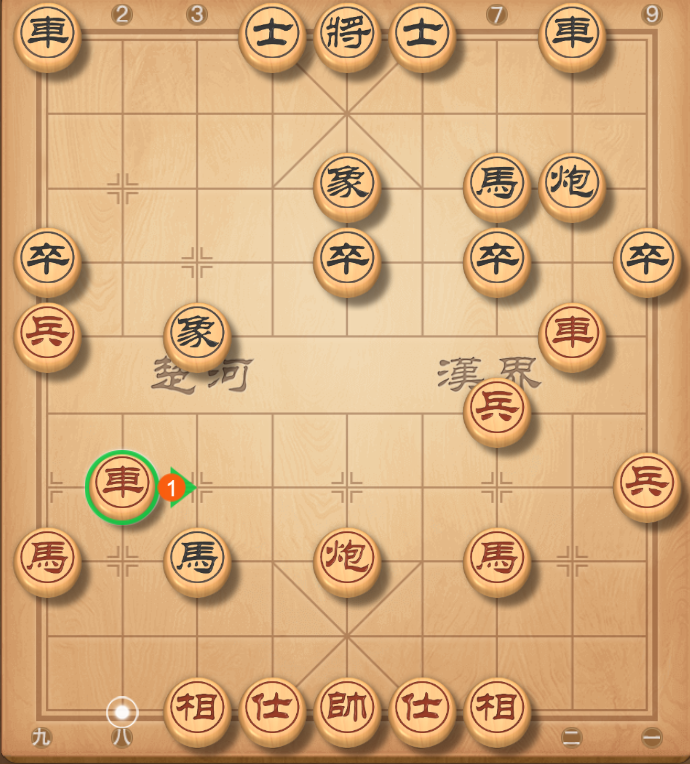 2 3 7 9
車 士 將 士 車
象 馬 炮
卒 卒 卒 卒
兵 象 車
楚河 漢界
兵
車 1 兵
馬 馬 炮 馬
相 仕 帥 仕 相
九 八 二 一